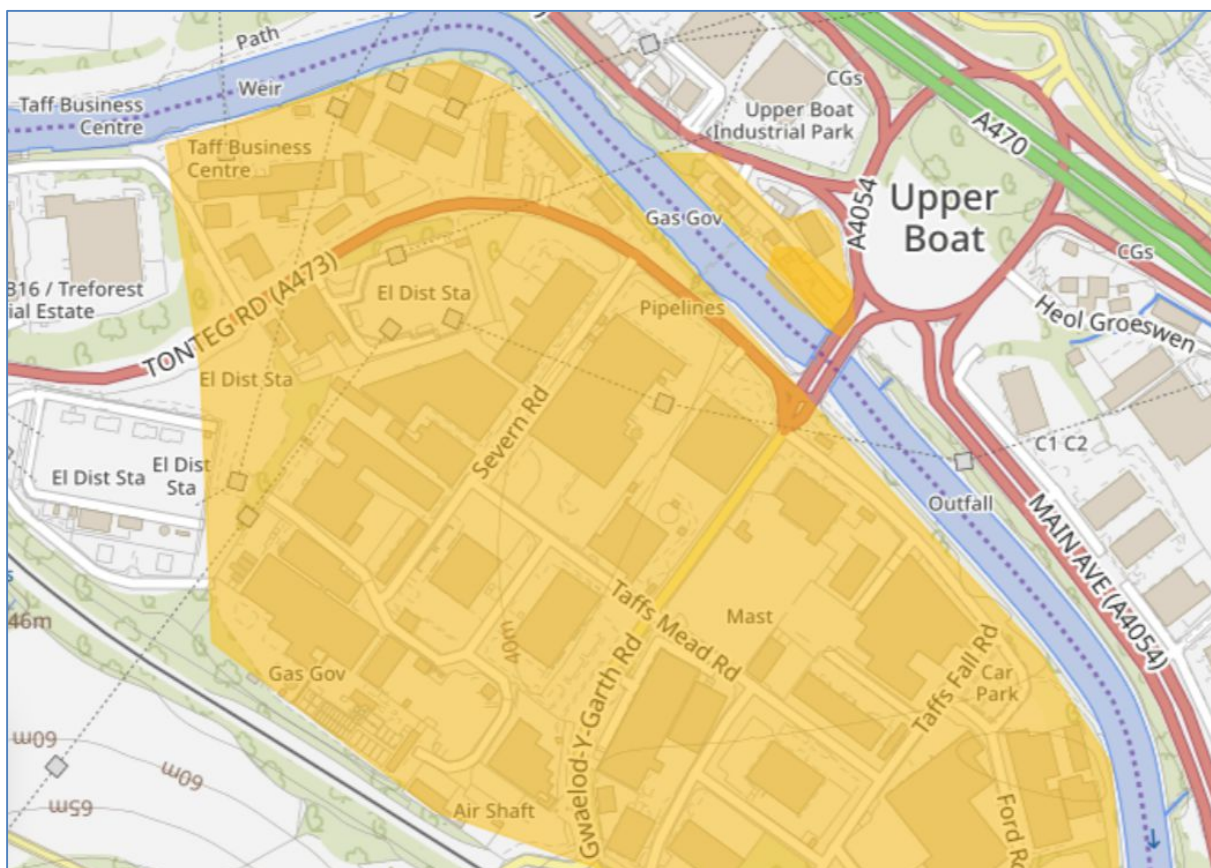 Path
Weir
Taff Business
Centre
Taff Business
Centre
CGs
Upper Boat
Industrial Park
A470
A4054
Upper
Boat
CGs
Heol Groeswen
Gas Gov
Pipelines
El Dist Sta
TONTEG RD (A473)
B16 / Treforest
ial Estate
El Dist Sta
Severn Rd
El Dist Sta
El Dist
Sta
C1 C2
Outfall
MAIN AVE (A4054)
46m
40m
Taffs Mead Rd
Mast
Taffs Fall Rd
Car
Park
Gas Gov
Gwaelod-Y-Garth Rd
60m
60m
65m
Air Shaft
Ford Rd